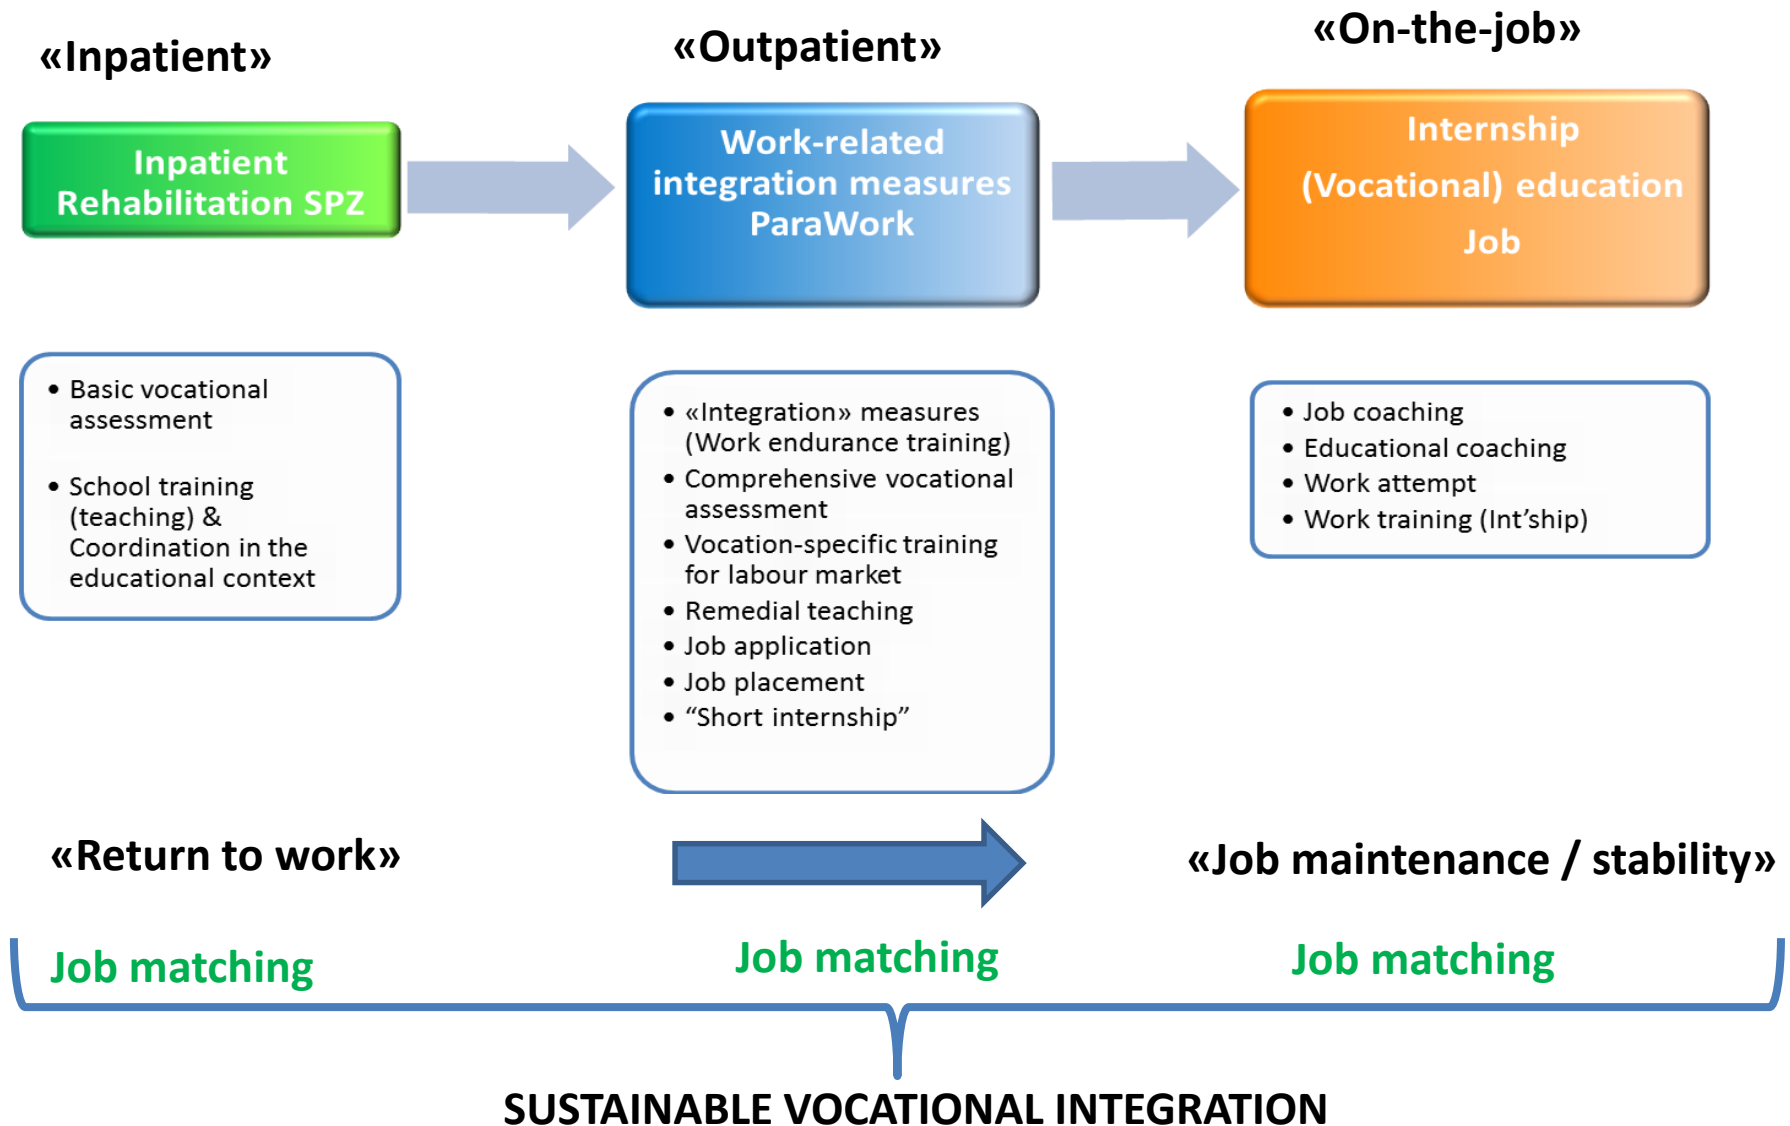 «Inpatient»
«Outpatient»
«On-the-job»
Inpatient
Rehabilitation SPZ
Work-related
integration measures
ParaWork
Internship
(Vocational) education
Job
• Basic vocational
assessment
• School training
(teaching) &
Coordination in the
educational context
• «Integration» measures
(Work endurance training)
• Comprehensive vocational
assessment
• Vocation-specific training
for labour market
• Remedial teaching
• Job application
• Job placement
• “Short internship”
• Job coaching
• Educational coaching
• Work attempt
• Work training (Int’ship)
«Return to work»
«Job maintenance / stability»
Job matching
Job matching
Job matching
SUSTAINABLE VOCATIONAL INTEGRATION